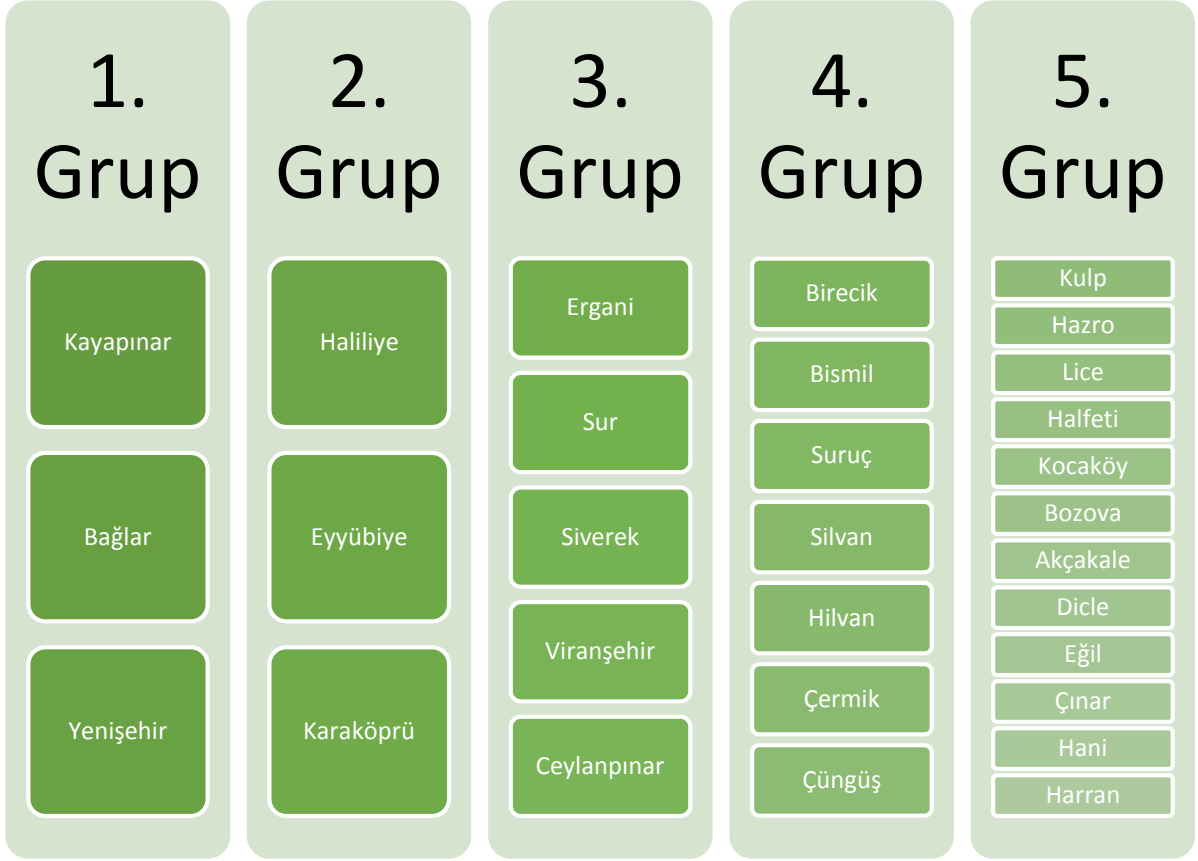 1.
Grup
Kayapınar
Bağlar
Yenişehir
2.
Grup
Haliliye
Eyyübiye
Karaköprü
3.
Grup
Ergani
Sur
Siverek
Viranşehir
Ceylanpınar
4.
Grup
Birecik
Bismil
Suruç
Silvan
Hilvan
Çermik
Çüngüş
5.
Grup
Kulp
Hazro
Lice
Halfeti
Kocaköy
Bozova
Akçakale
Dicle
Eğil
Çınar
Hani
Harran